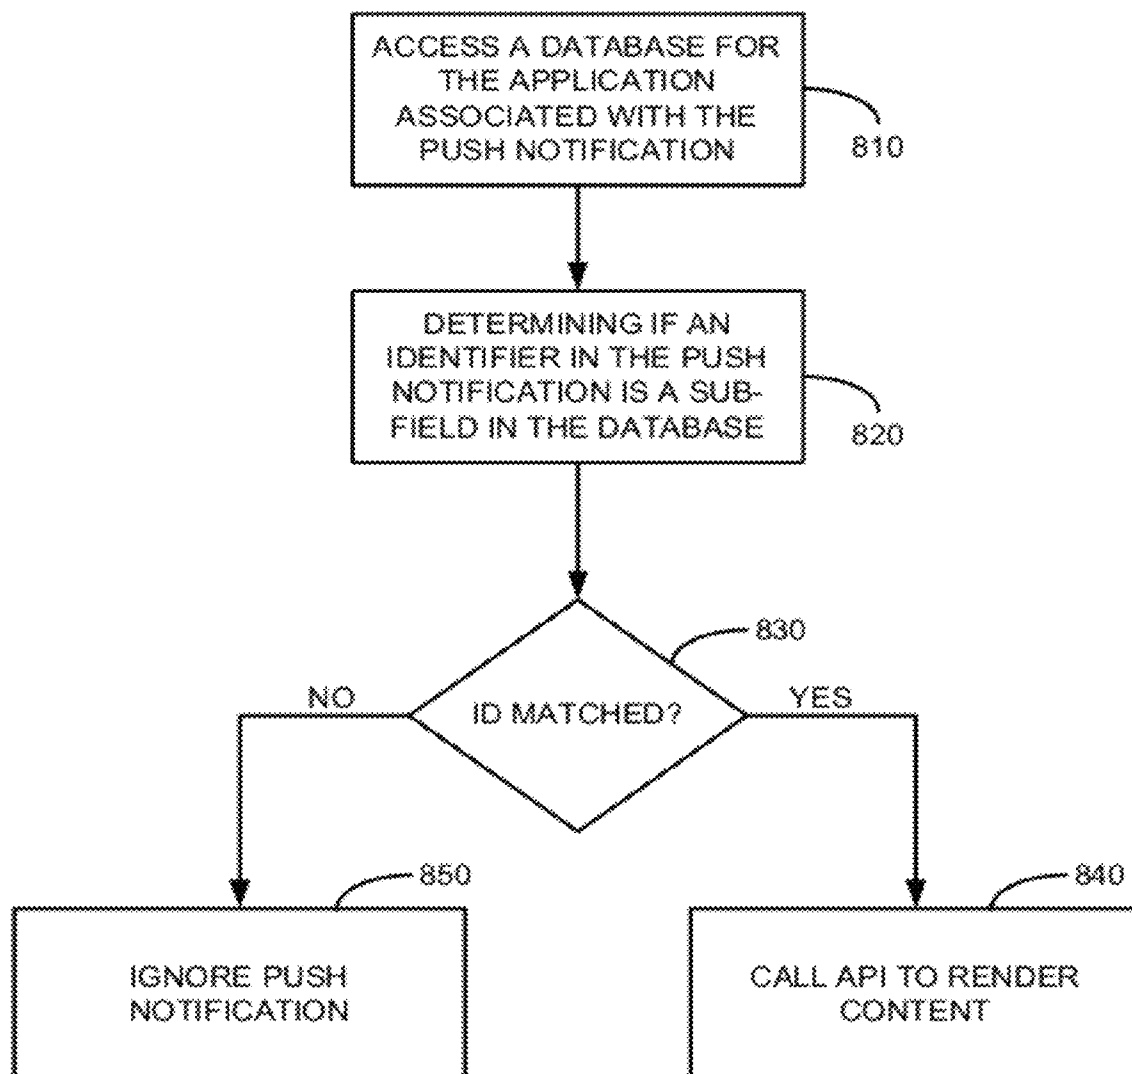 ACCESS A DATABASE FOR
THE APPLICATION
ASSOCIATED WITH THE
PUSH NOTIFICATION
810
DETERMINING IF AN
IDENTIFIER IN THE PUSH
NOTIFICATION IS A SUB-
FIELD IN THE DATABASE
820
830
NO
ID MATCHED?
YES
850
840
IGNORE PUSH
NOTIFICATION
CALL API TO RENDER
CONTENT